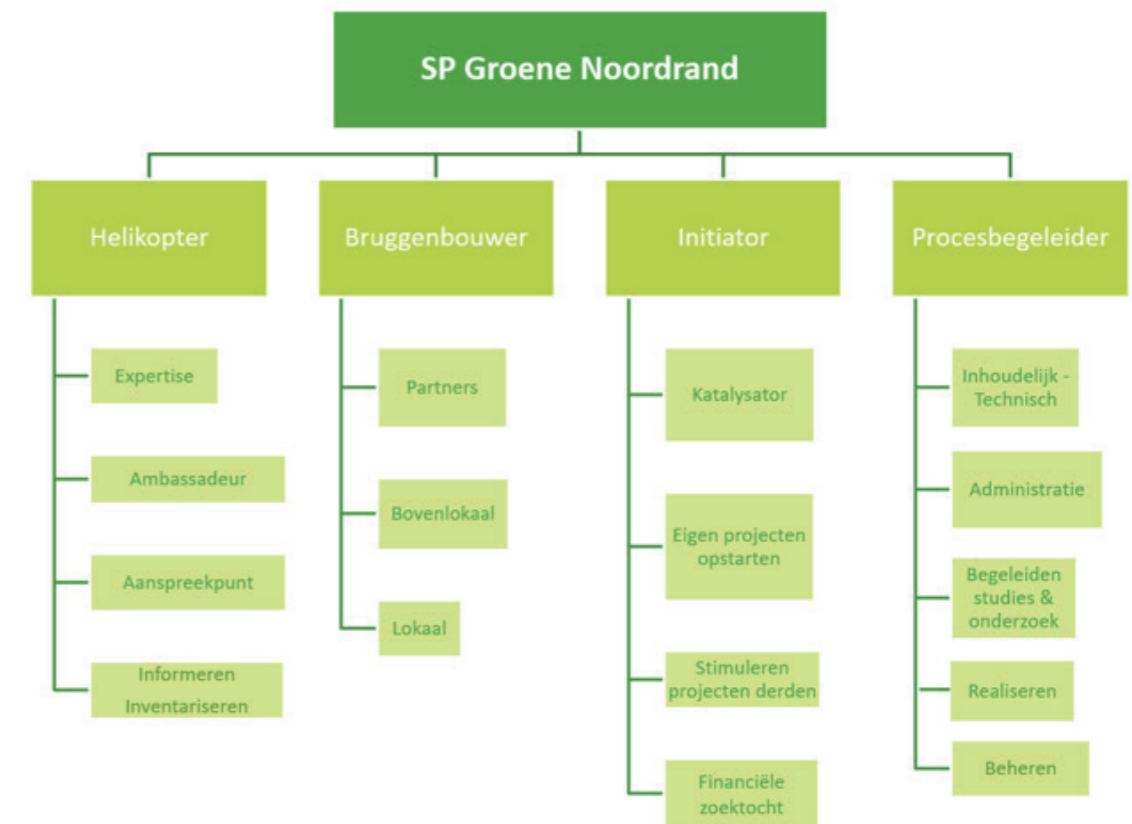 SP Groene Noordrand
Helikopter
Bruggenbouwer
Initiator
Procesbegeleider
Expertise
Ambassadeur
Aanspreekpunt
Informeren
Inventariseren
Partners
Bovenlokaal
Lokaal
Katalysator
Eigen projecten
opstarten
Stimuleren
projecten derden
Financiële
zoektocht
Inhoudelijk -
Technisch
Administratie
Begeleiden
studies &
onderzoek
Realiseren
Beheren